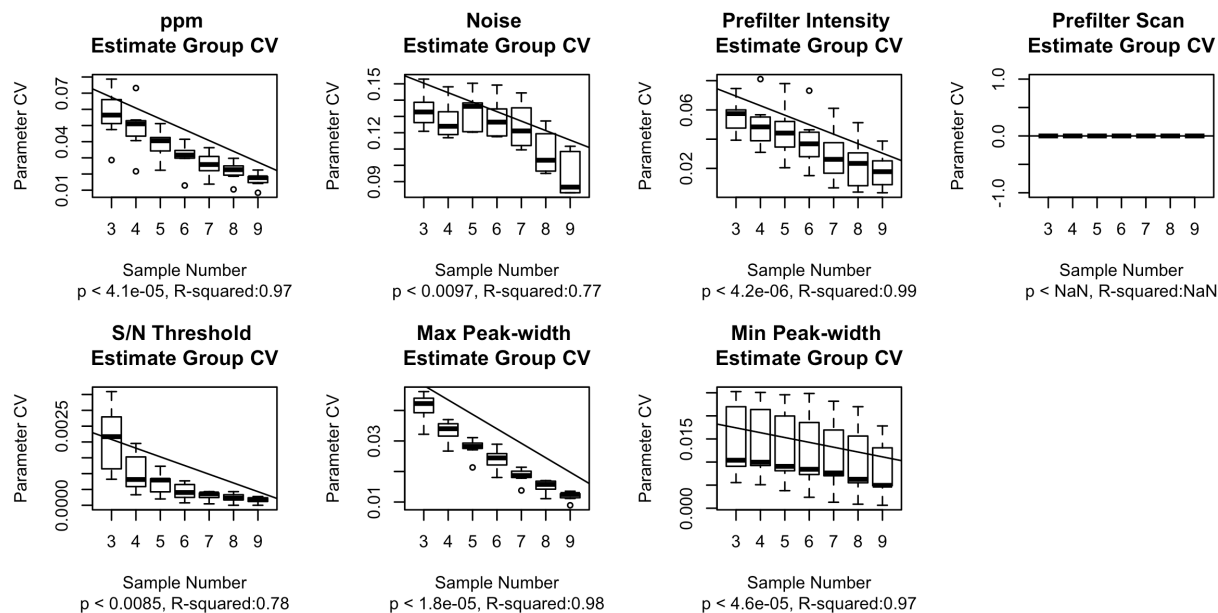 ppm
Estimate Group CV
Parameter CV
0.07
0.04
0.01
3 4 5 6 7 8 9
Sample Number
p < 4.1e-05, R-squared:0.97
Noise
Estimate Group CV
Parameter CV
0.15
0.12
0.09
3 4 5 6 7 8 9
Sample Number
p < 0.0097, R-squared:0.77
Prefilter Intensity
Estimate Group CV
Parameter CV
0.06
0.02
3 4 5 6 7 8 9
Sample Number
p < 4.2e-06, R-squared:0.99
Prefilter Scan
Estimate Group CV
Parameter CV
1.0
0.0
-1.0
3 4 5 6 7 8 9
Sample Number
p < NaN, R-squared:NaN
S/N Threshold
Estimate Group CV
Parameter CV
0.0025
0.0000
3 4 5 6 7 8 9
Sample Number
p < 0.0085, R-squared:0.78
Max Peak-width
Estimate Group CV
Parameter CV
0.03
0.01
3 4 5 6 7 8 9
Sample Number
p < 1.8e-05, R-squared:0.98
Min Peak-width
Estimate Group CV
Parameter CV
0.015
0.000
3 4 5 6 7 8 9
Sample Number
p < 4.6e-05, R-squared:0.97